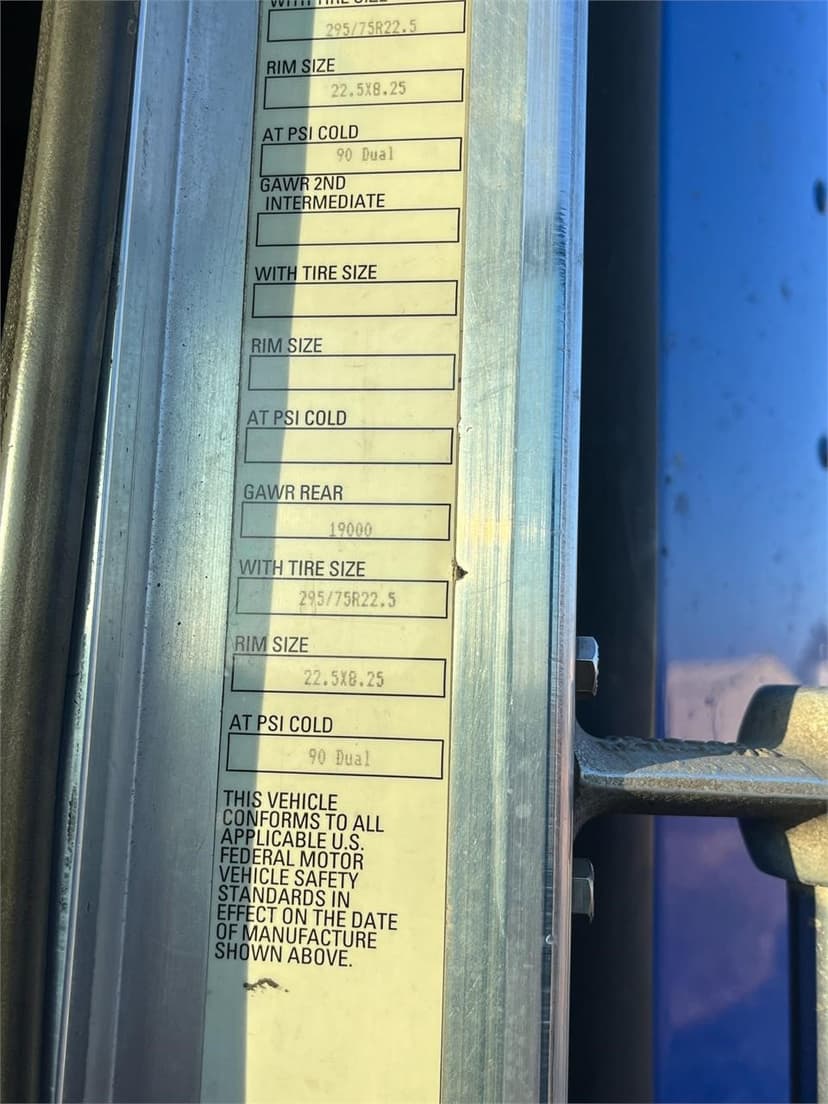 WITH TIRE SIZE
295/75R22.5
RIM SIZE
22.5X8.25
AT PSI COLD
90 Dual
GAWR 2ND
INTERMEDIATE
WITH TIRE SIZE
RIM SIZE
AT PSI COLD
GAWR REAR
19000
WITH TIRE SIZE
295/75R22.5
RIM SIZE
22.5X8.25
AT PSI COLD
90 Dual
THIS VEHICLE
CONFORMS TO ALL
APPLICABLE U.S.
FEDERAL MOTOR
VEHICLE SAFETY
STANDARDS IN
EFFECT ON THE DATE
OF MANUFACTURE
SHOWN ABOVE.